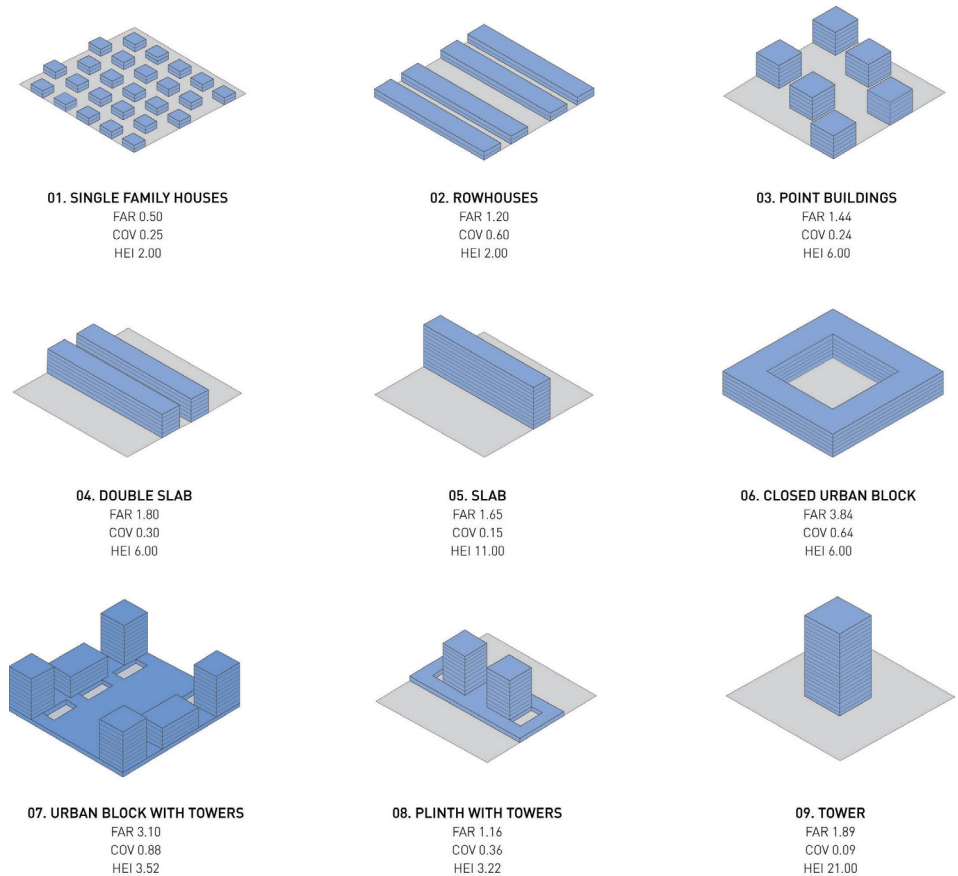 01. SINGLE FAMILY HOUSES
FAR 0.50
COV 0.25
HEI 2.00
02. ROWHOUSES
FAR 1.20
COV 0.60
HEI 2.00
03. POINT BUILDINGS
FAR 1.44
COV 0.24
HEI 6.00
04. DOUBLE SLAB
FAR 1.80
COV 0.30
HEI 6.00
05. SLAB
FAR 1.65
COV 0.15
HEI 11.00
06. CLOSED URBAN BLOCK
FAR 3.84
COV 0.64
HEI 6.00
07. URBAN BLOCK WITH TOWERS
FAR 3.10
COV 0.88
HEI 3.52
08. PLINTH WITH TOWERS
FAR 1.16
COV 0.36
HEI 3.22
09. TOWER
FAR 1.89
COV 0.09
HEI 21.00